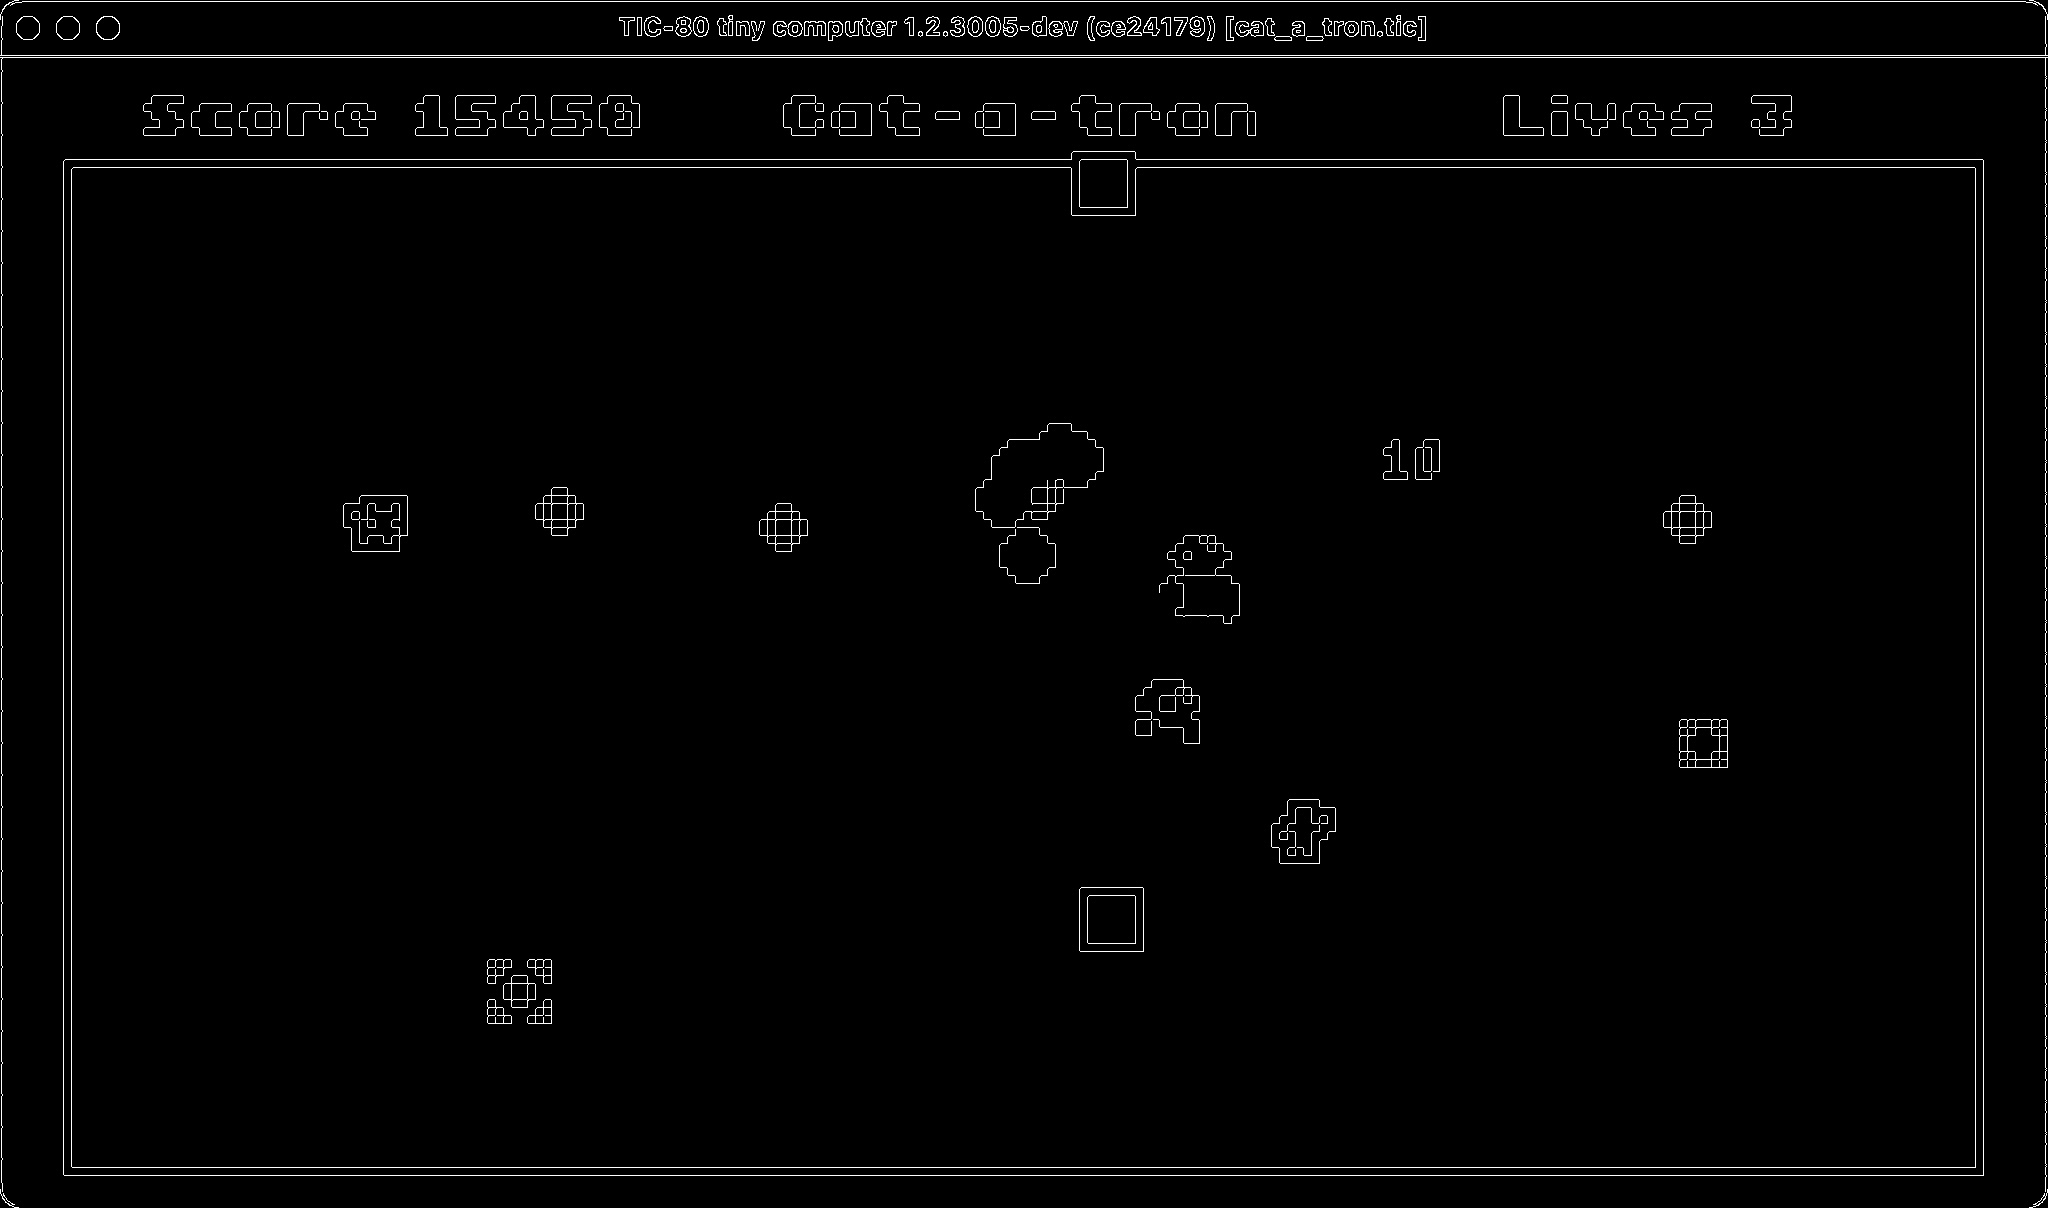 TIC-80 tiny computer 1.2.3005-dev (ce24179) [cat_a_tron.tic]
Score 15450 Cat-a-tron Lives 3
10